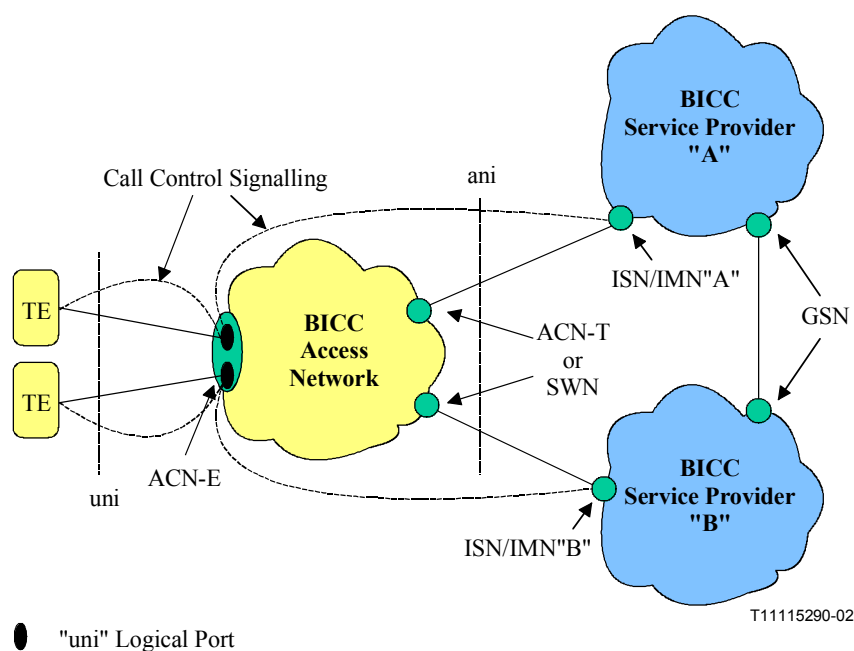 BICC
Service Provider
"A"
ani
Call Control Signalling
ISN/IMN"A"
TE
BICC
Access
Network
ACN-T
or
SWN
GSN
TE
ACN-E
uni
BICC
Service Provider
"B"
ISN/IMN"B"
T11115290-02
"uni" Logical Port